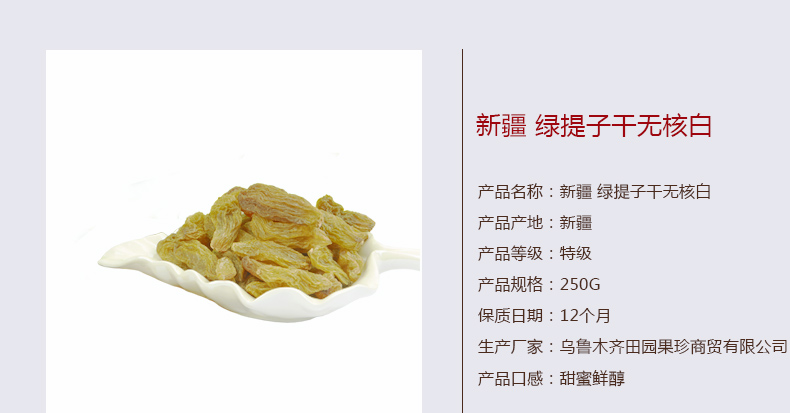 新疆 绿提子干无核白
产品名称：新疆 绿提子干无核白
产品产地：新疆
产品等级：特级
产品规格：250G
保质日期：12个月
生产厂家：乌鲁木齐田园果珍商贸有限公司
产品口感：甜蜜鲜醇